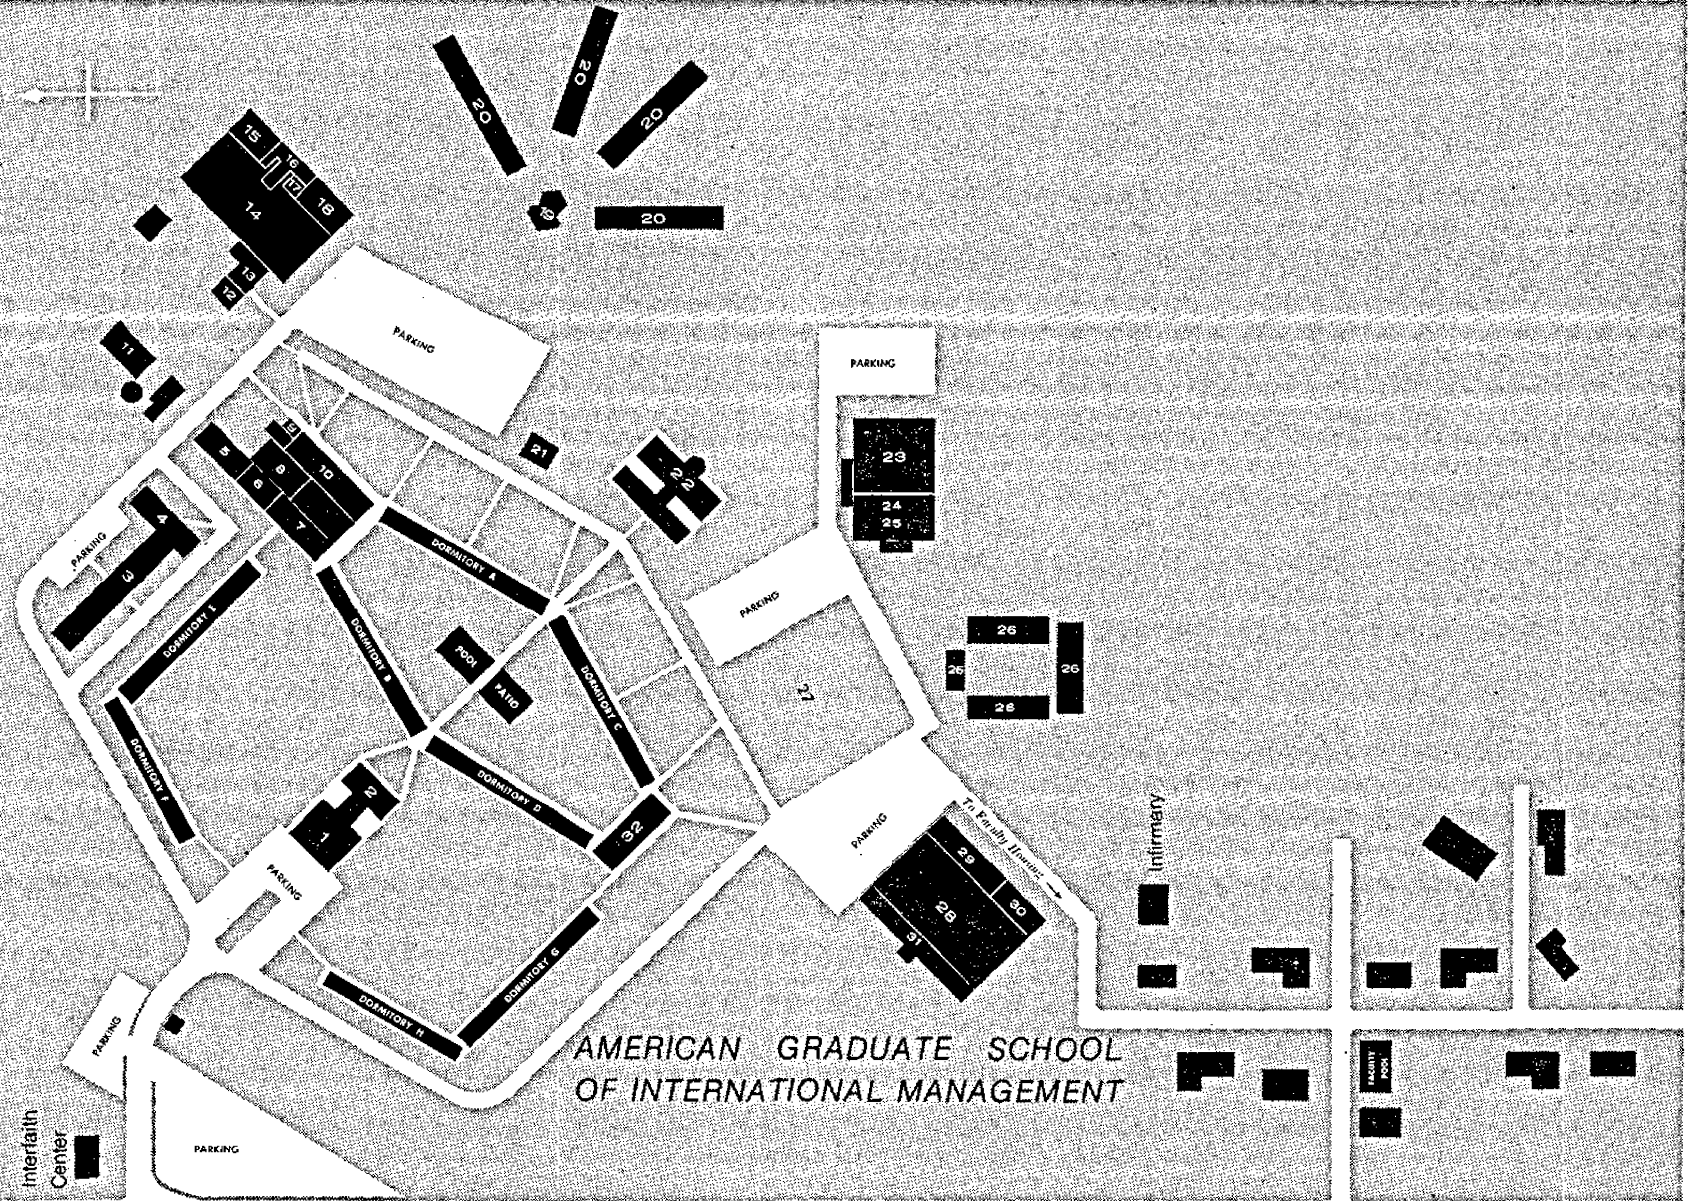 20
20
20
20
19
15
16
17
18
14
13
12
11
PARKING
PARKING
5
9
8
10
6
7
21
22
23
24
25
4
3
PARKING
DORMITORY A
DORMITORY I
DORMITORY B
POOL
PATIO
DORMITORY C
PARKING
27
26
26
26
26
DORMITORY F
DORMITORY D
2
1
32
PARKING
PARKING
To Faculty Housing
29
30
28
31
Infirmary
DORMITORY G
DORMITORY H
PARKING
PARKING
Interfaith
Center
AMERICAN GRADUATE SCHOOL
OF INTERNATIONAL MANAGEMENT
FACULTY
POOL